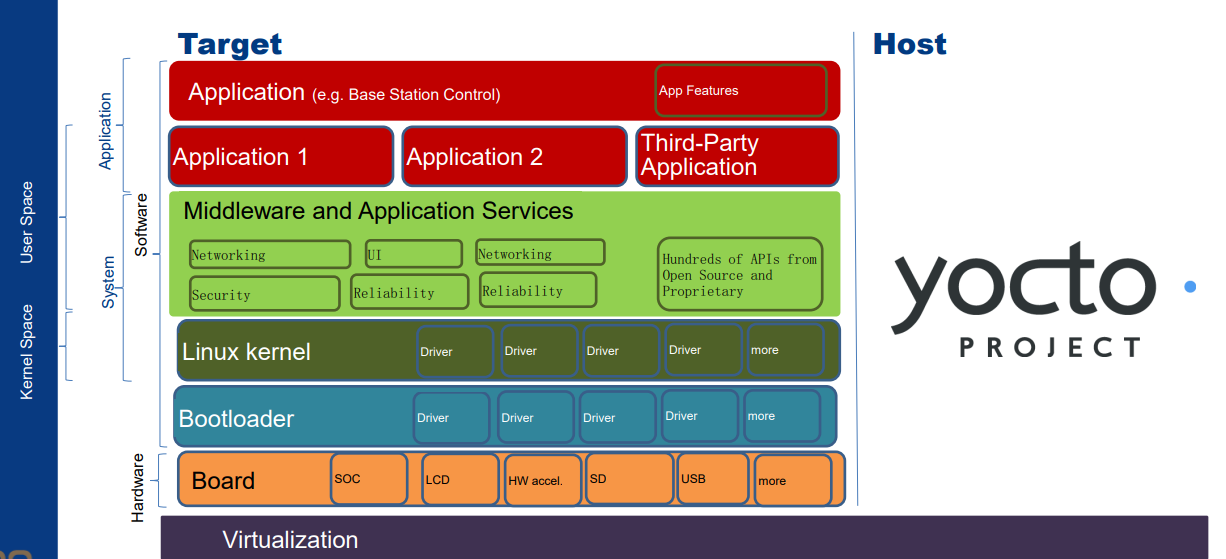 Target
Host
Application (e.g. Base Station Control)
App Features
Application 1
Application 2
Third-Party
Application
Middleware and Application Services
Networking
UI
Networking
Hundreds of APIs from
Open Source and
Proprietary
Security
Reliability
Reliability
Linux kernel
Driver
Driver
Driver
Driver
more
Bootloader
Driver
Driver
Driver
Driver
more
Board
SOC
LCD
HW accel.
SD
USB
more
Virtualization
User Space
Kernel Space
Application
System
Software
Hardware
yocto
PROJECT